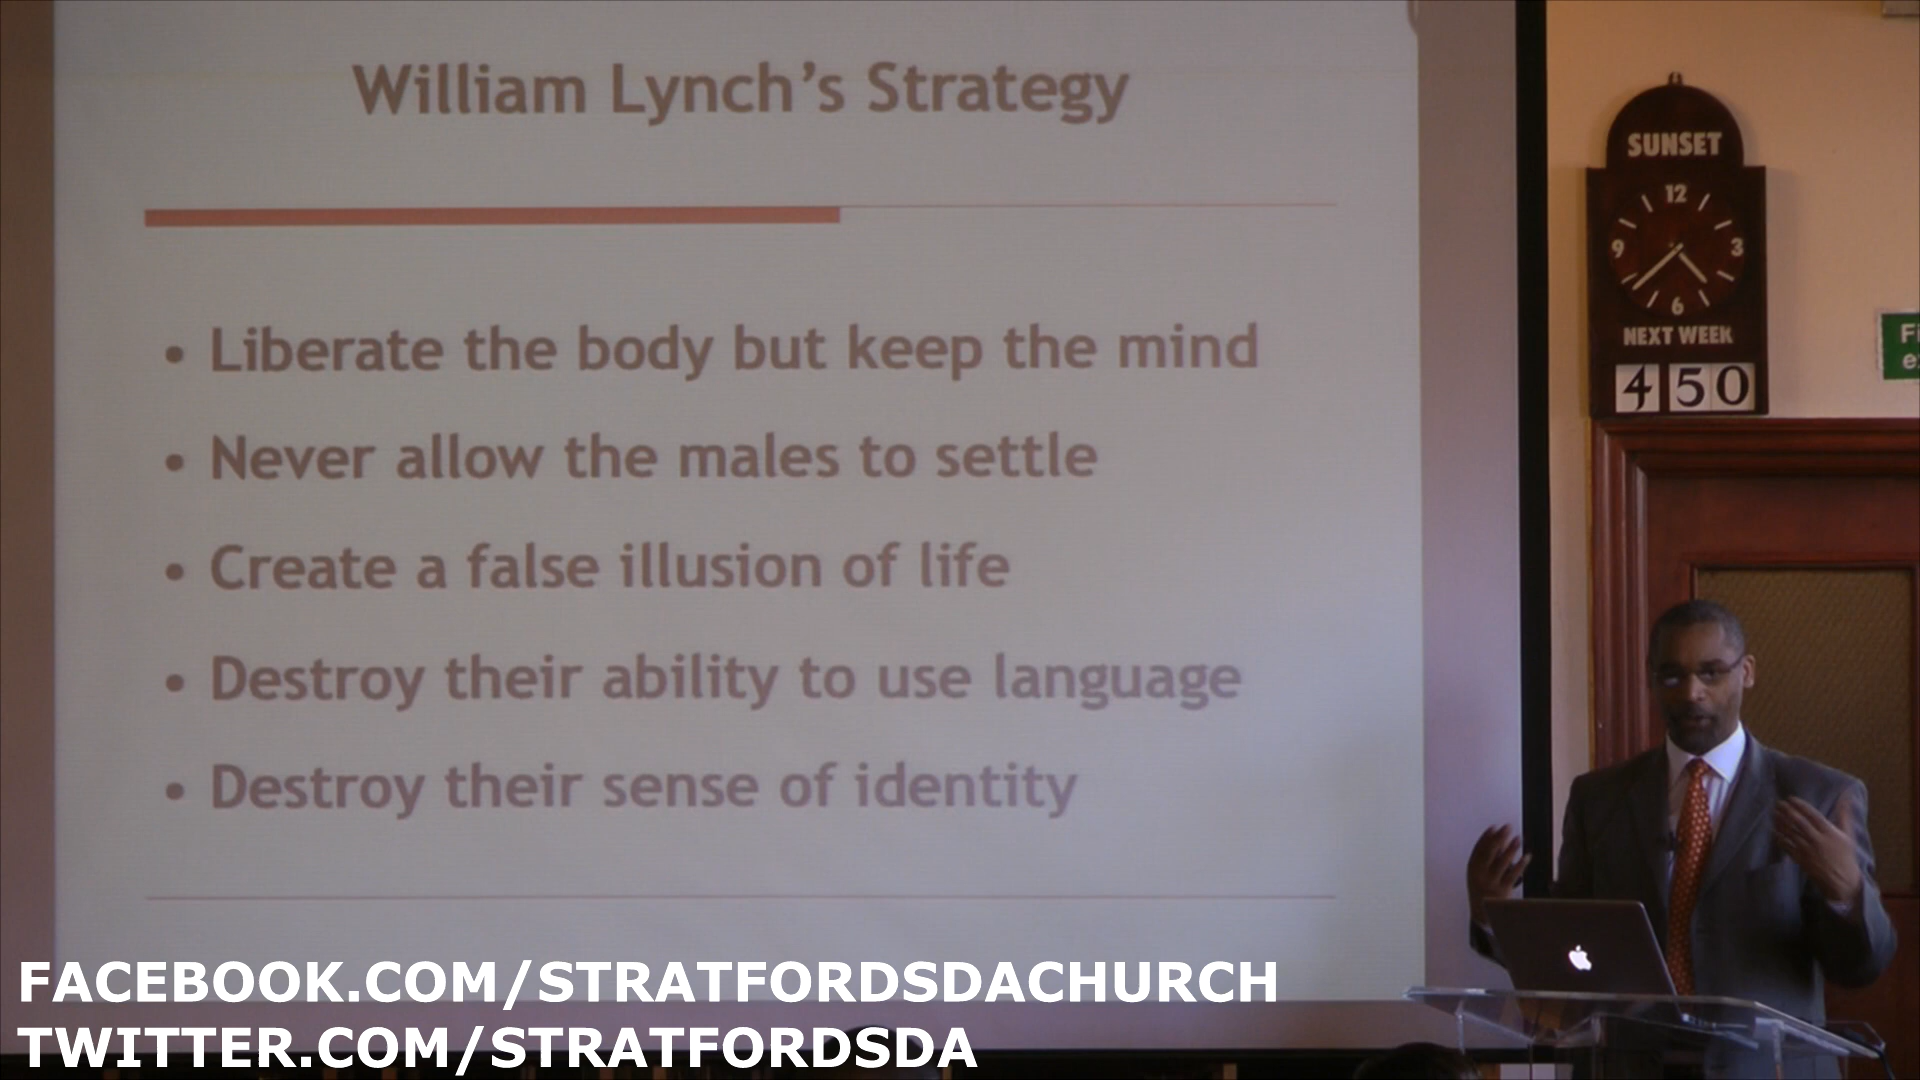 William Lynch's Strategy
• Liberate the body but keep the mind
• Never allow the males to settle
• Create a false illusion of life
• Destroy their ability to use language
• Destroy their sense of identity
SUNSET
12
9 3
6
NEXT WEEK
4 50
FACEBOOK.COM/STRATFORDSDACHURCH
TWITTER.COM/STRATFORDSDA